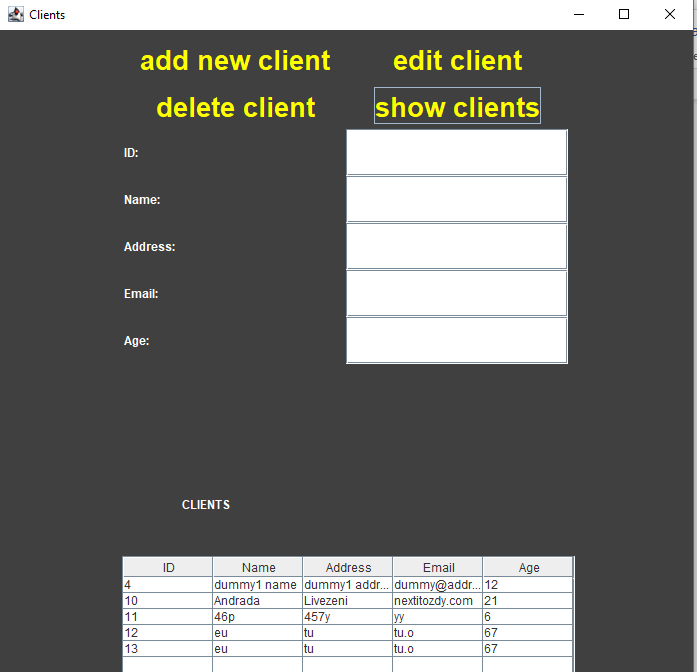 Clients
add new client edit client
delete client show clients
ID:
Name:
Address:
Email:
Age:
CLIENTS
ID Name Address Email Age
4 dummy1 name dummy1 addr... dummy@addr... 12
10 Andrada Livezeni nextitozdy.com 21
11 46p 457y yy 6
12 eu tu tu.o 67
13 eu tu tu.o 67